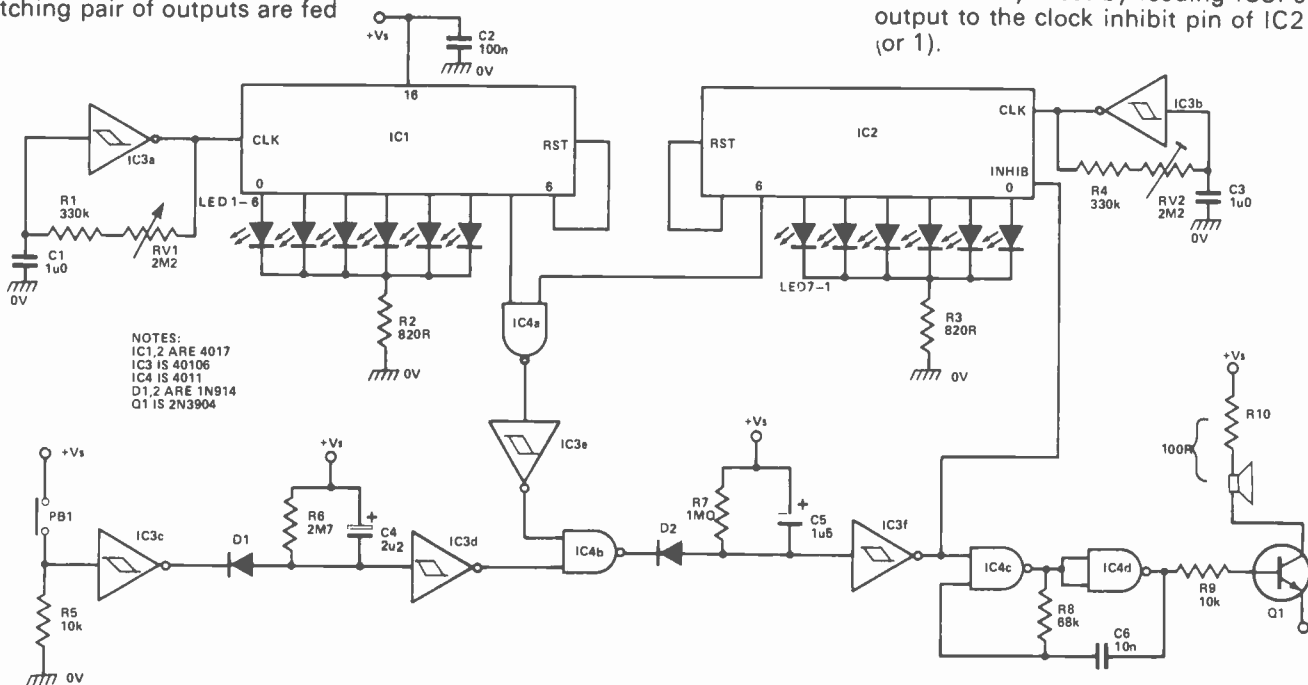 tching pair of outputs are fed
output to the clock inhibit pin of IC2
(or 1).
+Vs
C2
100n
0V
16
IC1
CLK
RST
0
6
IC3a
R1
330k
RV1
2M2
C1
1u0
0V
LED1-6
R2
820R
0V
IC2
CLK
RST
INHIB
6
0
IC3b
R4
330k
RV2
2M2
C3
1u0
0V
LED7-1
R3
820R
0V
IC4a
IC3e
NOTES:
IC1,2 ARE 4017
IC3 IS 40106
IC4 IS 4011
D1,2 ARE 1N914
Q1 IS 2N3904
+Vs
PB1
R5
10k
0V
IC3c
D1
+Vs
R6
2M7
C4
2u2
+
IC3d
IC4b
D2
+Vs
R7
1MΩ
C5
+
IC3f
IC4c
IC4d
R8
68k
C6
10n
R9
10k
Q1
+Vs
R10
100R